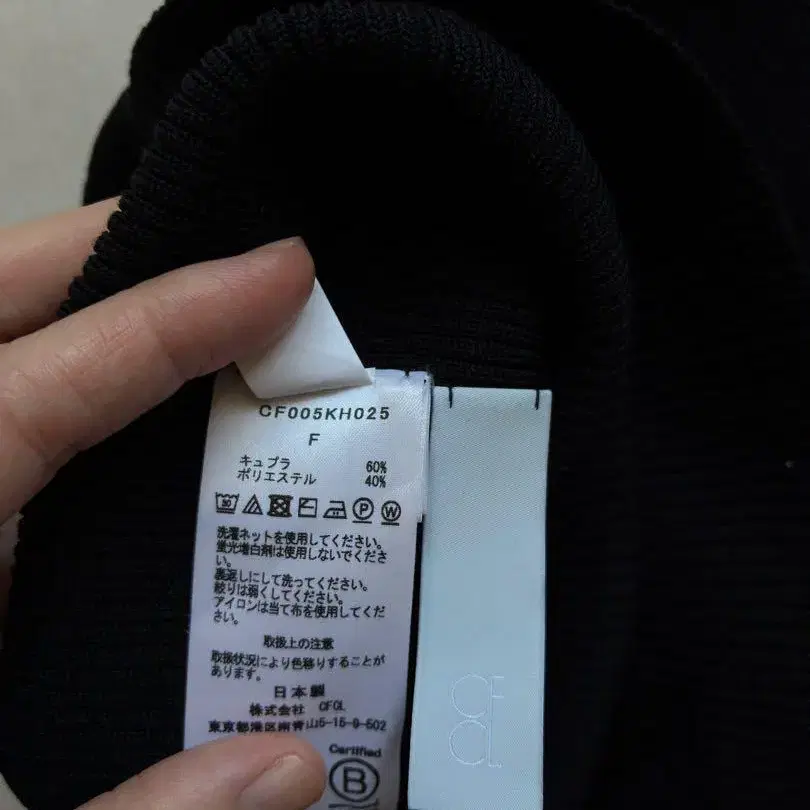 CF005KH025
F
キュプラ 60%
ポリエステル 40%
30 P W
洗濯ネットを使用してください。
蛍光増白剤は使用しないでくださ
い。
裏返しにして洗ってください。
絞りは弱くしてください。
アイロンは当て布を使用してくだ
さい。
取扱上の注意
取扱状況により色移りすることが
あります。
日本製
株式会社 CFCL
東京都港区南青山5-15-9-502
Certified
B
CF
CL